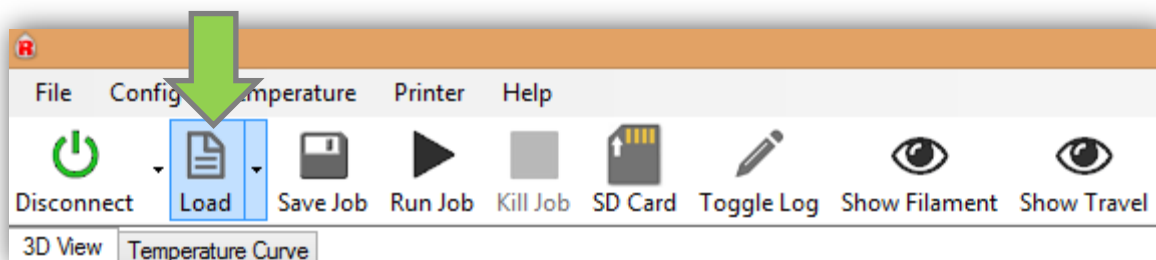 R
File Config mperature Printer Help
Disconnect Load Save Job Run Job Kill Job SD Card Toggle Log Show Filament Show Travel
3D View Temperature Curve